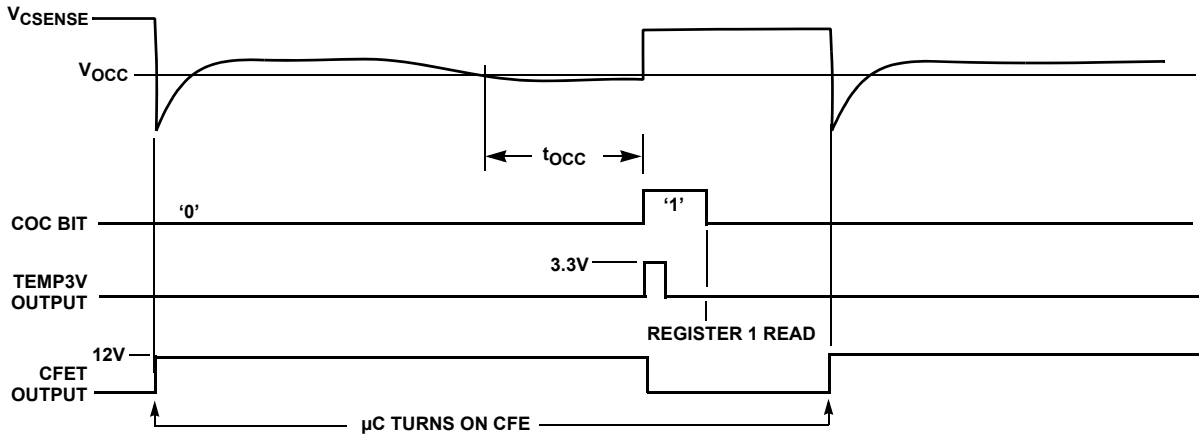 VCSENSE
VOCC
tOCC
COC BIT
'0'
'1'
TEMP3V
OUTPUT
3.3V
REGISTER 1 READ
12V
CFET
OUTPUT
µC TURNS ON CFE